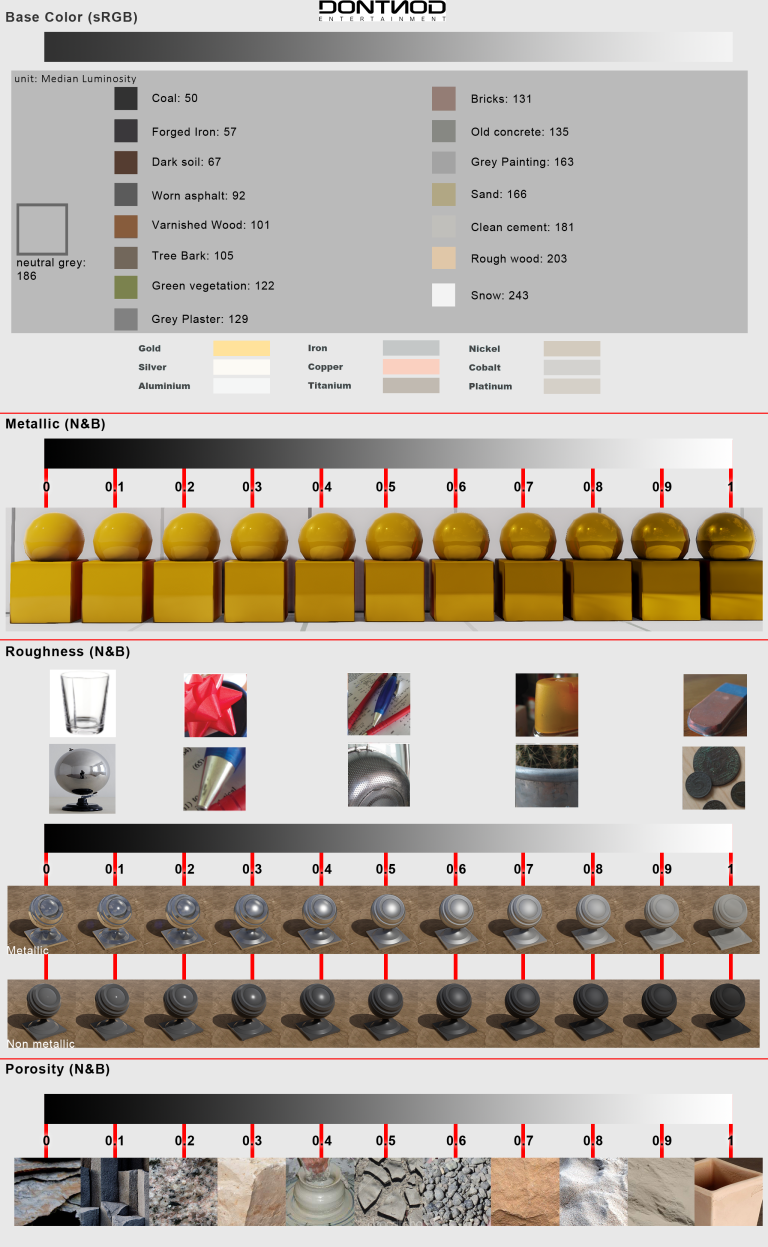 DONTNOD
ENTERTAINMENT
Base Color (sRGB)
unit: Median Luminosity
Coal: 50
Forged Iron: 57
Dark soil: 67
Worn asphalt: 92
Varnished Wood: 101
Tree Bark: 105
Green vegetation: 122
Grey Plaster: 129
Bricks: 131
Old concrete: 135
Grey Painting: 163
Sand: 166
Clean cement: 181
Rough wood: 203
Snow: 243
neutral grey:
186
Gold Iron Nickel
Silver Copper Cobalt
Aluminium Titanium Platinum
Metallic (N&B)
0 0.1 0.2 0.3 0.4 0.5 0.6 0.7 0.8 0.9 1
Roughness (N&B)
0 0.1 0.2 0.3 0.4 0.5 0.6 0.7 0.8 0.9 1
Metallic
Non metallic
Porosity (N&B)
0 0.1 0.2 0.3 0.4 0.5 0.6 0.7 0.8 0.9 1